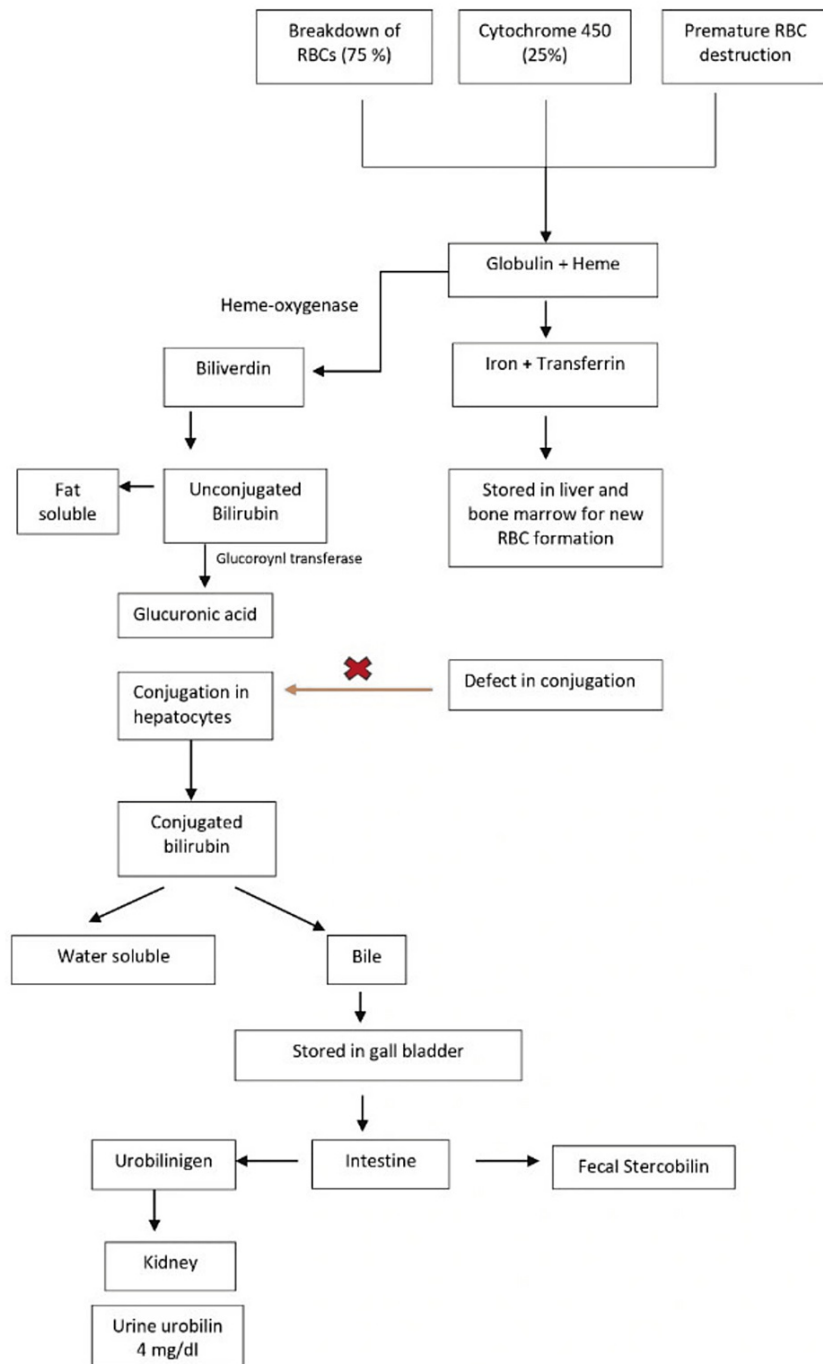 Breakdown of
RBCs (75 %)
Cytochrome 450
(25%)
Premature RBC
destruction
Globulin + Heme
Heme-oxygenase
Biliverdin
Iron + Transferrin
Fat
soluble
Unconjugated
Bilirubin
Stored in liver and
bone marrow for new
RBC formation
Glucoroynl transferase
Glucuronic acid
Conjugation in
hepatocytes
Defect in conjugation
Conjugated
bilirubin
Water soluble
Bile
Stored in gall bladder
Urobilinigen
Intestine
Fecal Stercobilin
Kidney
Urine urobilin
4 mg/dl